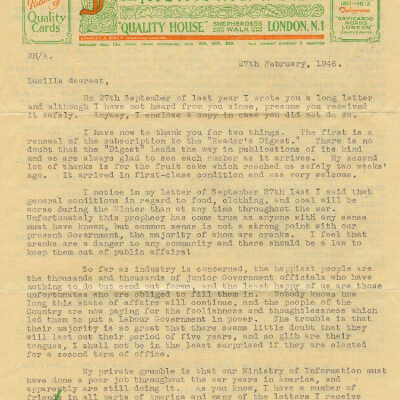 Quality
Cards"
"QUALITY HOUSE" SHEPHERDESS WALK LONDON, N.1
27th February, 1946.
Lucilla dearest,
On 27th September of last year I wrote you a long letter
and although I have not heard from you since, presume you received
it safely. Anyway, I enclose a copy in case you did not do so.
I have now to thank you for two things. The first is a
renewal of the subscription to the "Reader's Digest." There is no
doubt that the "Digest" leads the way in publications of its kind
and we are always glad to see each number as it arrives. My second
lot of thanks is for the fruit cake which reached us safely two weeks'
ago. It arrived in first-class condition and was very welcome.
I notice in my letter of September 27th last I said that
general conditions in regard to food, clothing, and coal will be
worse during the Winter than at any time throughout the war.
Unfortunately this prophecy has come true as anyone with any sense
must have known, but common sense is not a strong point with our
present Government, the majority of whom are cranks. I feel that
cranks are a danger to any community and there should be a law to
keep them out of public affairs!
So far as industry is concerned, the happiest people are
the thousands and thousands of Junior Government officials who have
nothing to do but send out forms, and the least happy of us are those
unfortunates who are obliged to fill them in. Nobody knows how
long this state of affairs will continue, and the people of the
Country are now paying for the foolishness and thoughtlessness which
led them to put a Labour Government in power. The trouble is that
their majority is so great that there seems little doubt that they
will last out their period of five years, and so glib are their
tongues, I shall not be in the least surprised if they are elected
for a second term of office.
My private grumble is that our Ministry of Information must
have done a poor job throughout the war years in America, and
apparently are still doing it. As you know, I have a number of
friends in all parts of America and many of the letters I receive